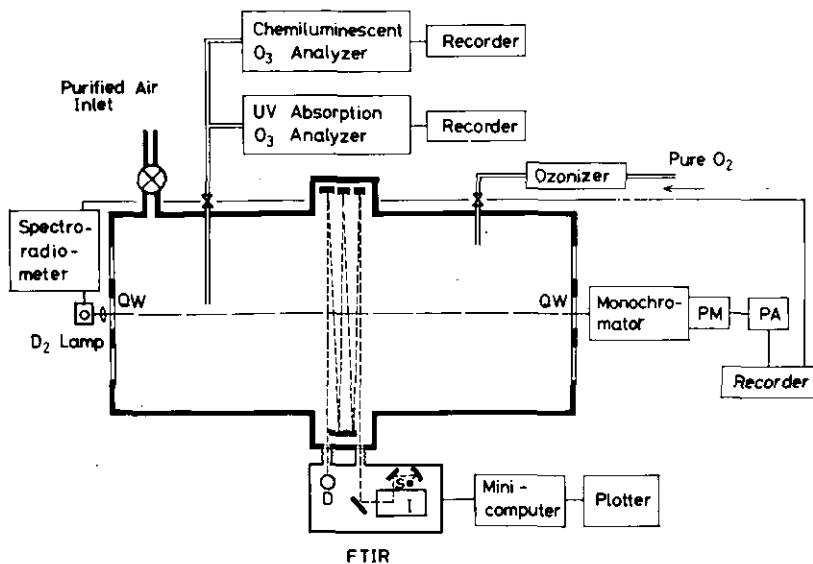 Chemiluminescent
O3 Analyzer
Recorder
Purified Air
Inlet
UV Absorption
O3 Analyzer
Recorder
Pure O2
Ozonizer
Spectro-
radio-
meter
QW
QW
D2 Lamp
Monochro-
mator
PM
PA
Recorder
S
D
I
Mini-
computer
Plotter
FTIR